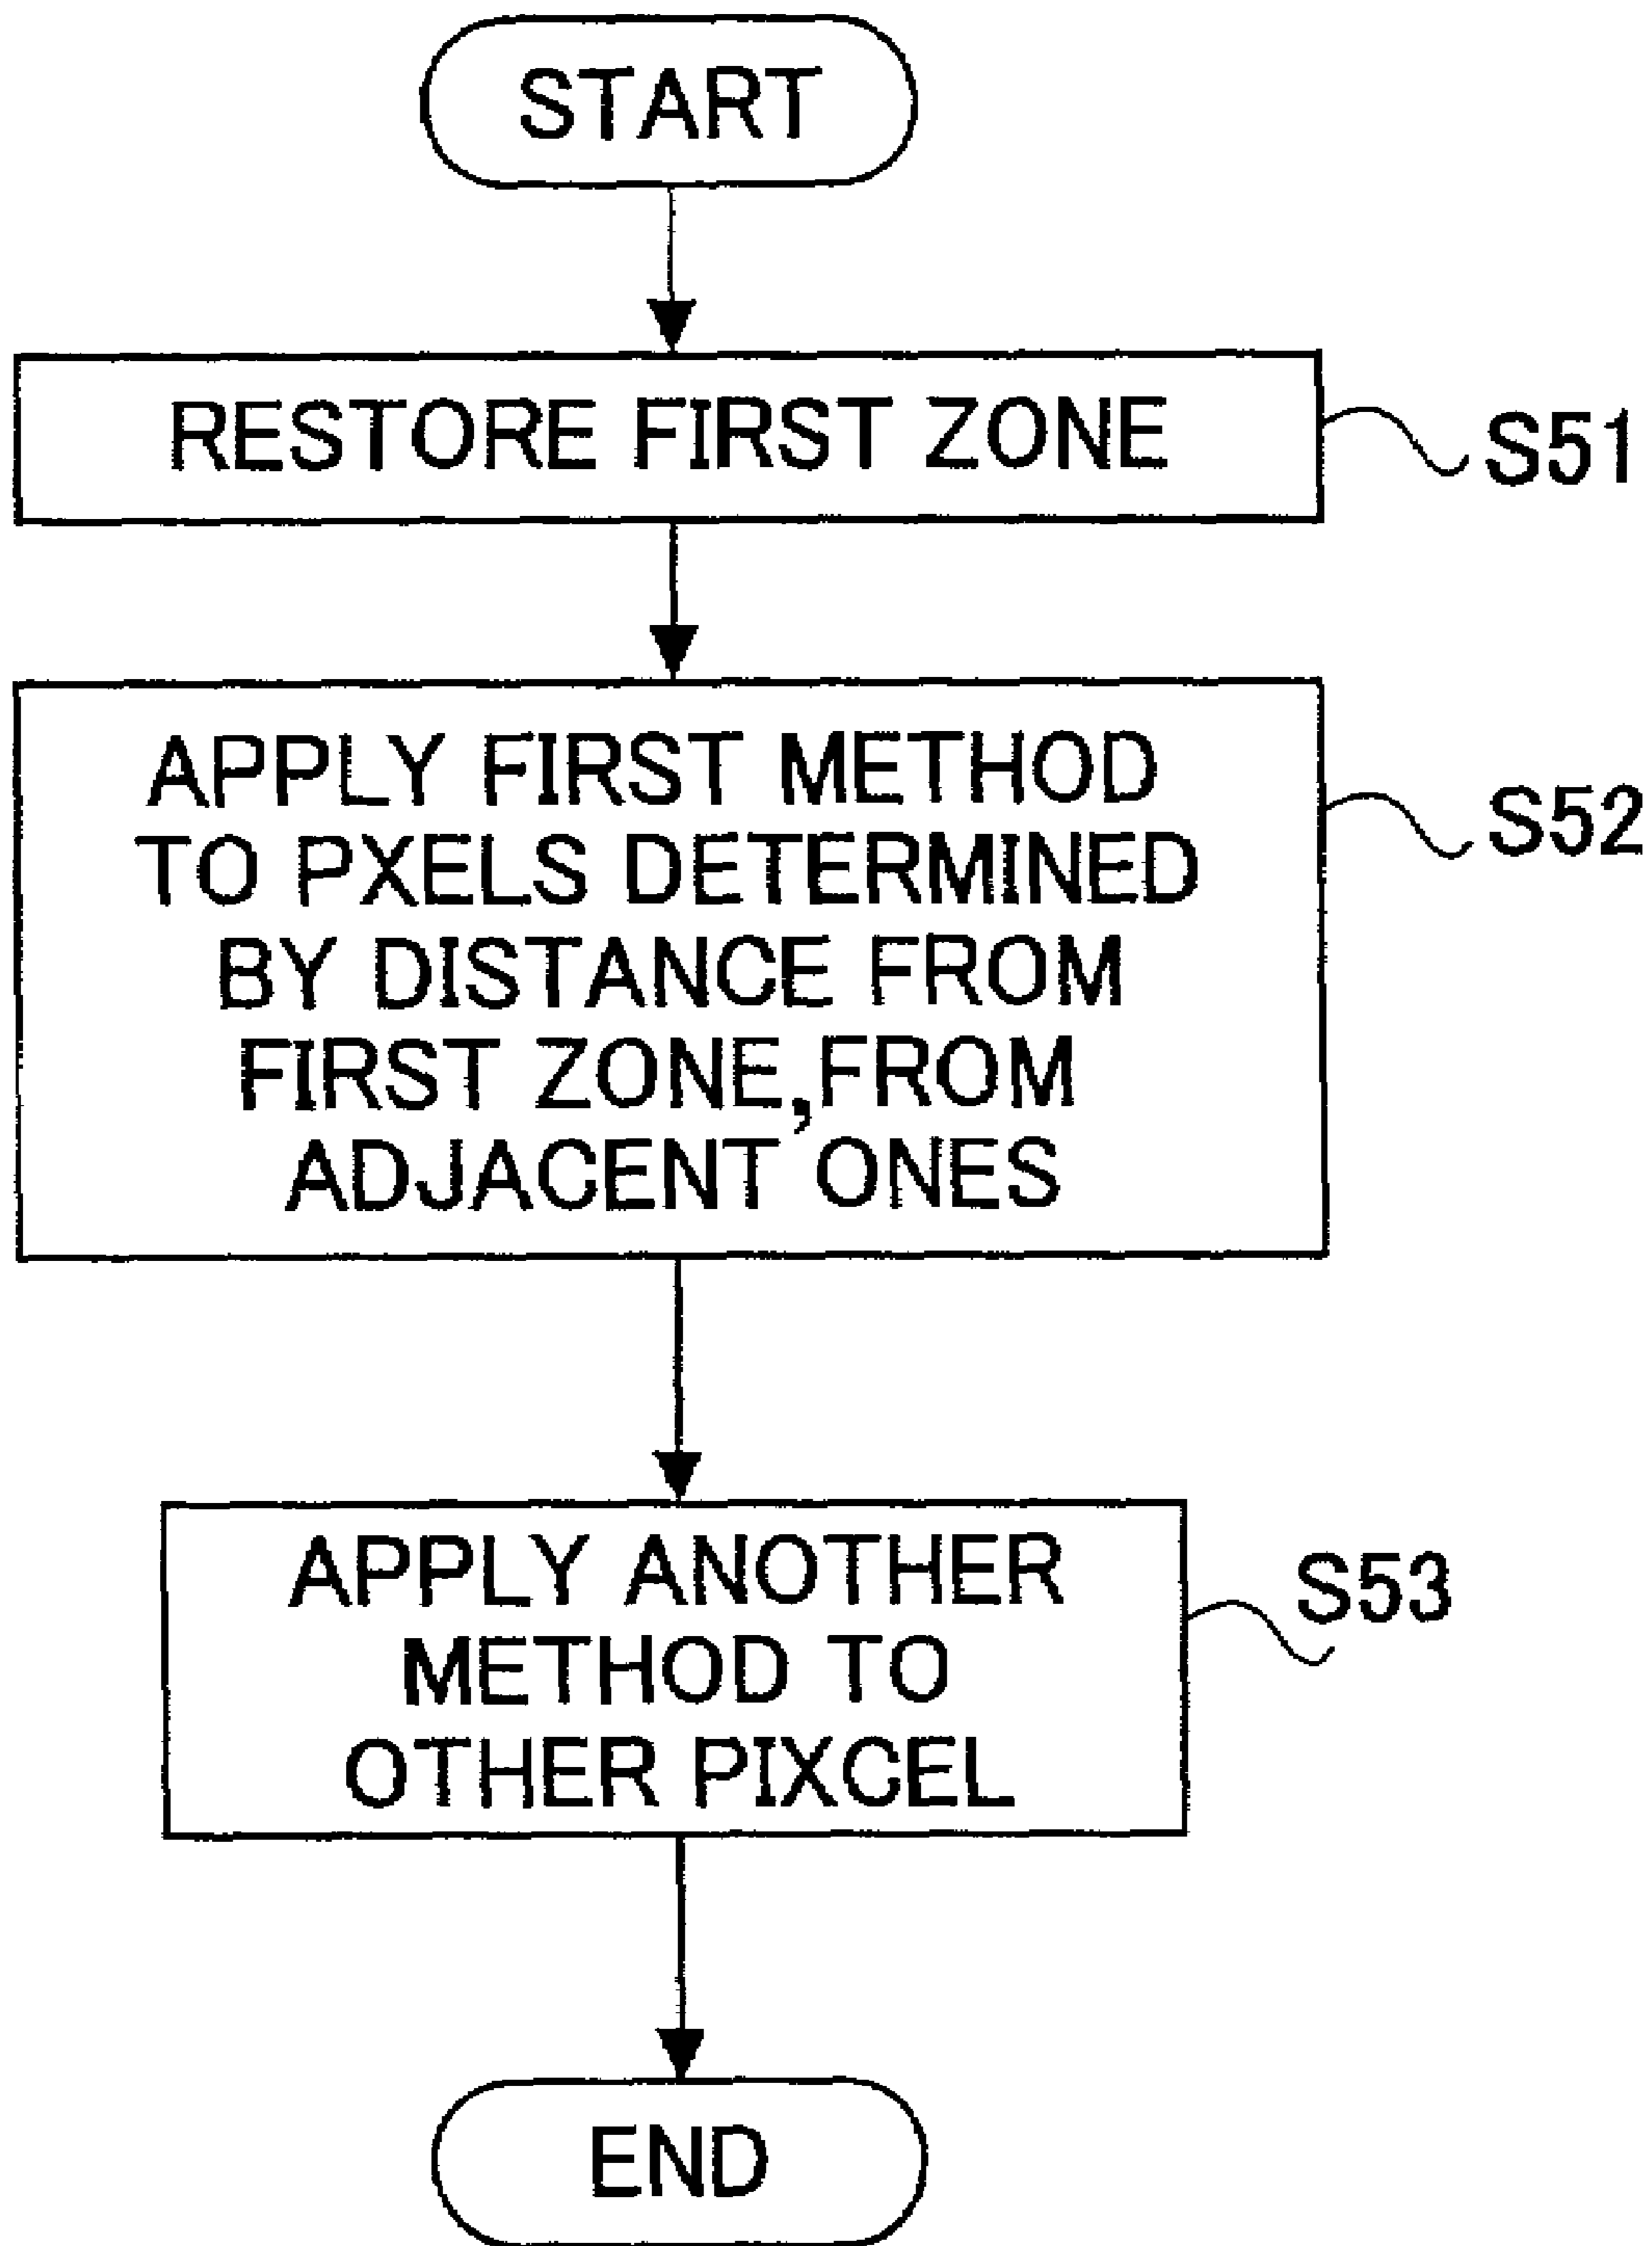 START
RESTORE FIRST ZONE
S51
APPLY FIRST METHOD
TO PXELS DETERMINED
BY DISTANCE FROM
FIRST ZONE,FROM
ADJACENT ONES
S52
APPLY ANOTHER
METHOD TO
OTHER PIXCEL
S53
END